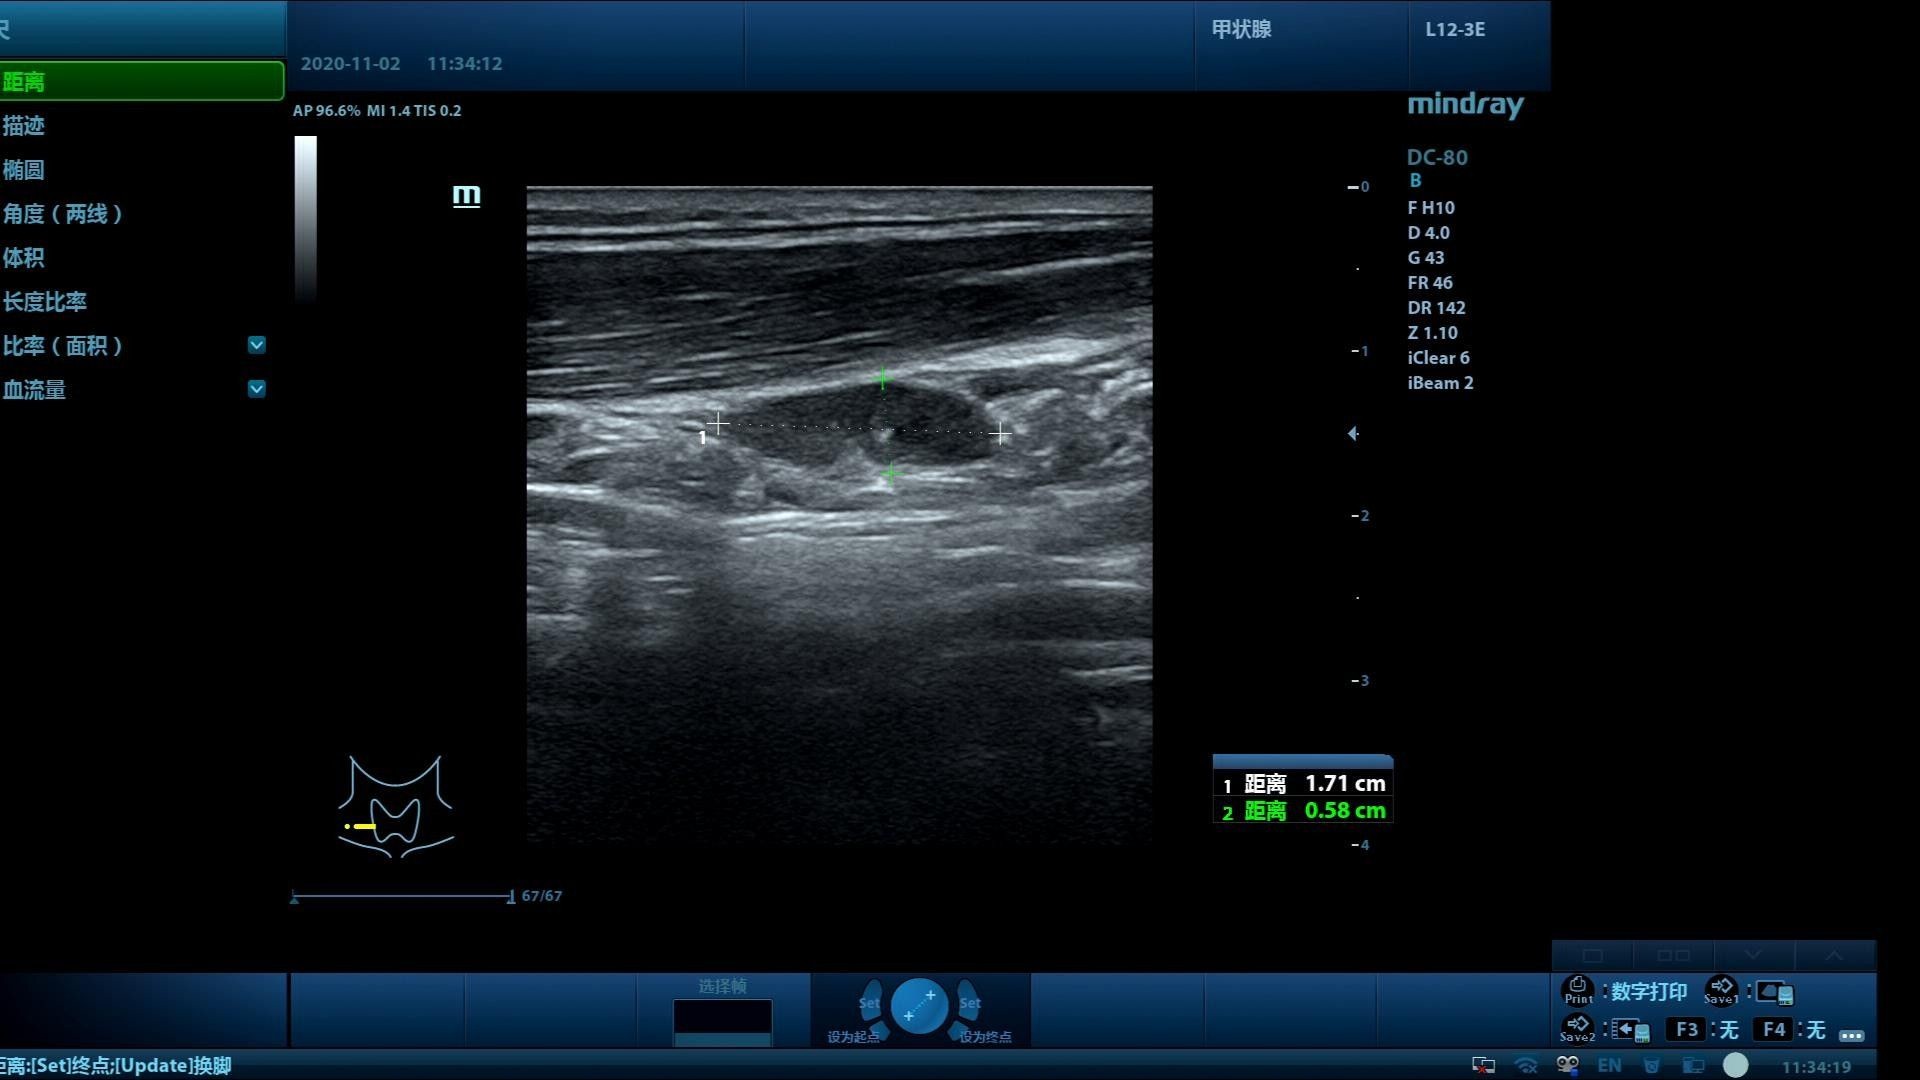 甲状腺
L12-3E
2020-11-02 11:34:12
距离
描迹
椭圆
角度（两线）
体积
长度比率
比率（面积）
血流量
AP 96.6% MI 1.4 TIS 0.2
m
mindray
DC-80
B
F H10
D 4.0
G 43
FR 46
DR 142
Z 1.10
iClear 6
iBeam 2
0
1
2
3
4
1
1 距离 1.71 cm
2 距离 0.58 cm
67/67
选择帧
Set
Set
设为起点
设为终点
Print : 数字打印 Save1 :
Save2 : F3 : 无 F4 : 无
距离:[Set]终点;[Update]换脚
EN
11:34:19